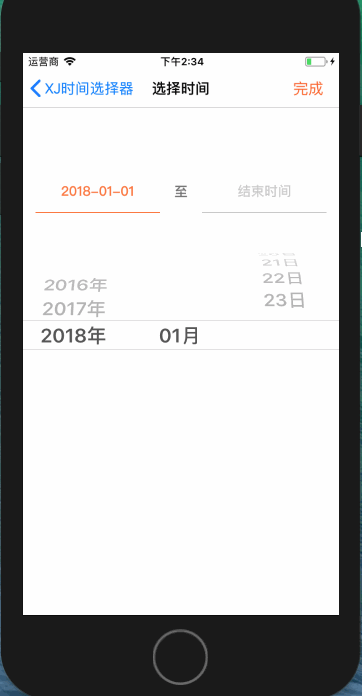 运营商 下午2:34
XJ时间选择器 选择时间 完成
2018-01-01 至 结束时间
21日
2016年 22日
2017年 23日
2018年 01月